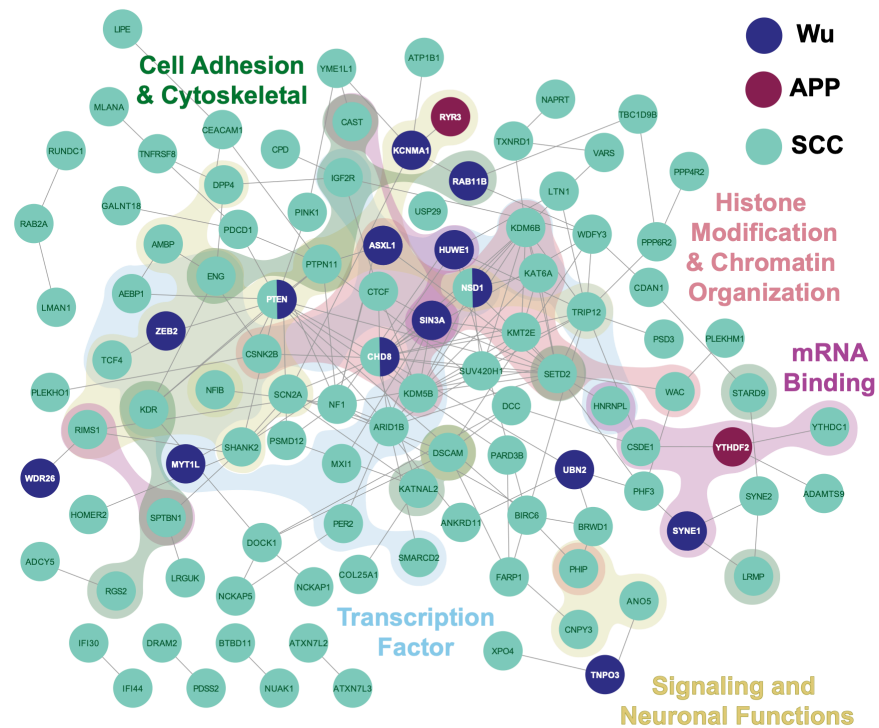 LIPE
Wu
ATP1B1
YME1L1
Cell Adhesion
& Cytoskeletal
APP
MLANA
NAPRT
CAST
RYR3
TBC1D9B
CEACAM1
KCNMA1
TXNRD1
SCC
RUNDC1
TNFRSF8
CPD
VARS
PPP4R2
IGF2R
RAB11B
DPP4
LTN1
GALNT18
PINK1
USP29
Histone
Modification
& Chromatin
Organization
RAB2A
PDCD1
KDM6B
WDFY3
PPP6R2
AMBP
ASXL1
HUWE1
PTPN11
ENG
KAT6A
CDAN1
AEBP1
CTCF
NSD1
PTEN
LMAN1
TRIP12
SIN3A
ZEB2
KMT2E
PSD3
PLEKHM1
CSNK2B
CHD8
TCF4
mRNA
Binding
SUV420H1
SETD2
PLEKHO1
NFIB
SCN2A
KDM5B
WAC
STARD9
NF1
HNRNPL
DCC
KDR
RIMS1
ARID1B
YTHDC1
SHANK2
PSMD12
CSDE1
YTHDF2
DSCAM
MYT1L
MXI1
PARD3B
UBN2
WDR26
KATNAL2
PHF3
SYNE2
ADAMTS9
HOMER2
SPTBN1
PER2
ANKRD11
BIRC6
BRWD1
SYNE1
DOCK1
ADCY5
SMARCD2
PHIP
COL25A1
LRGUK
FARP1
LRMP
RGS2
NCKAP5
NCKAP1
ANO5
Transcription
Factor
CNPY3
IFI30
DRAM2
BTBD11
ATXN7L2
XPO4
TNPO3
IFI44
PDSS2
NUAK1
ATXN7L3
Signaling and
Neuronal Functions